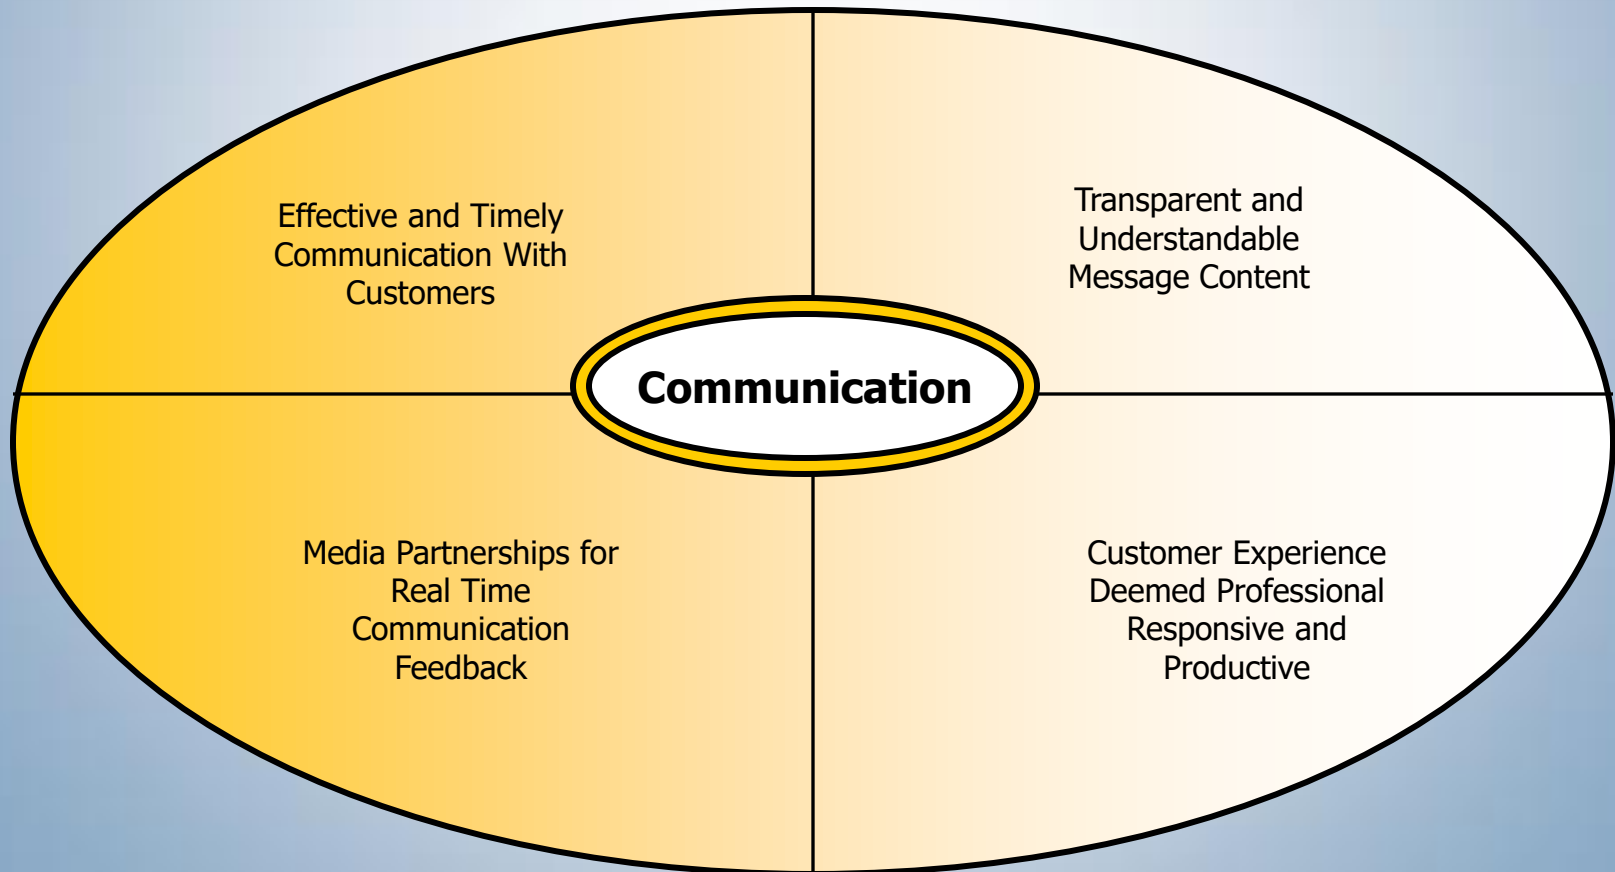 Effective and Timely
Communication With
Customers
Transparent and
Understandable
Message Content
Communication
Media Partnerships for
Real Time
Communication
Feedback
Customer Experience
Deemed Professional
Responsive and
Productive